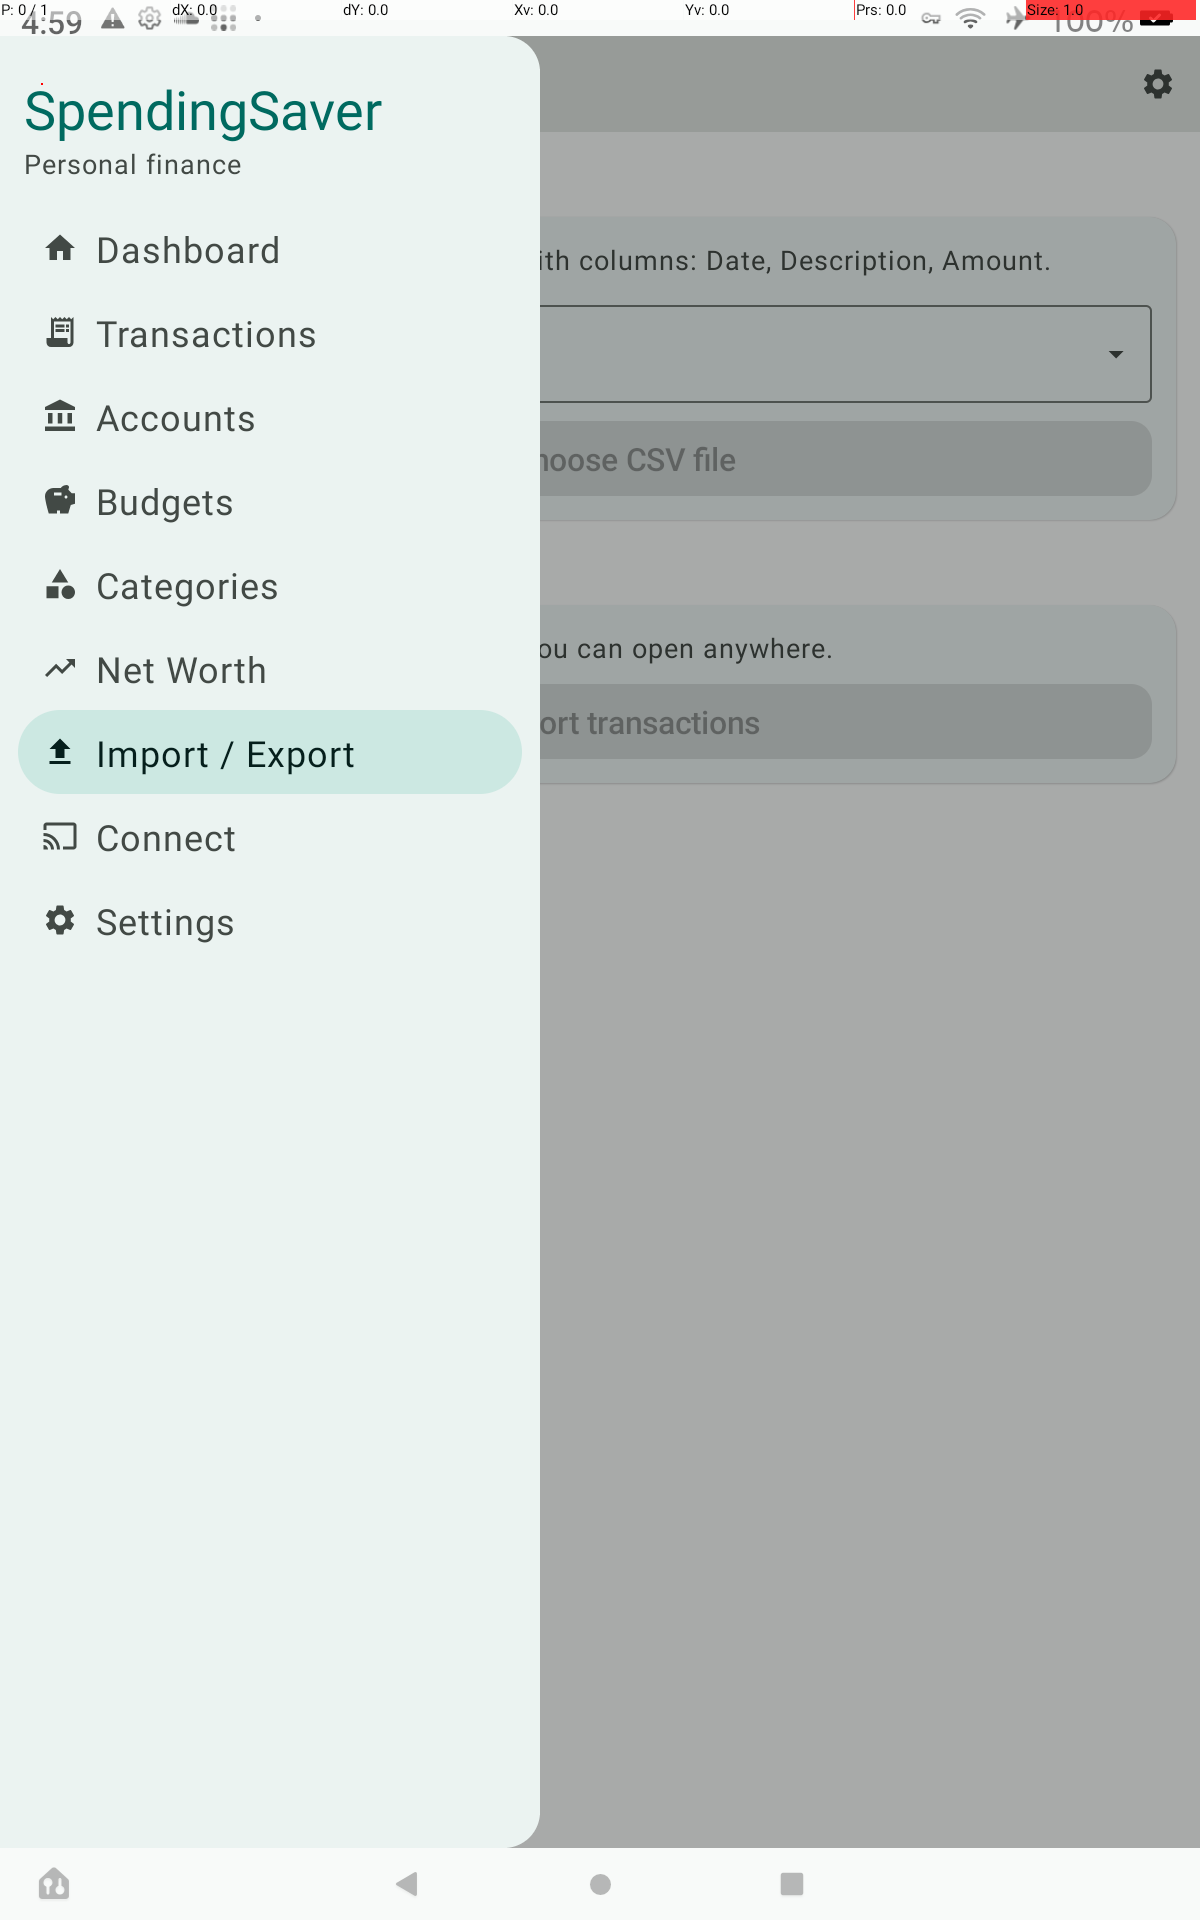 P: 0 / 1 dX: 0.0 dY: 0.0 Xv: 0.0 Yv: 0.0 Prs: 0.0 Size: 1.0
4:59 100%
SpendingSaver
Personal finance
Dashboard
Transactions
Accounts
Budgets
Categories
Net Worth
Import / Export
Connect
Settings
ith columns: Date, Description, Amount.
hoose CSV file
ou can open anywhere.
ort transactions